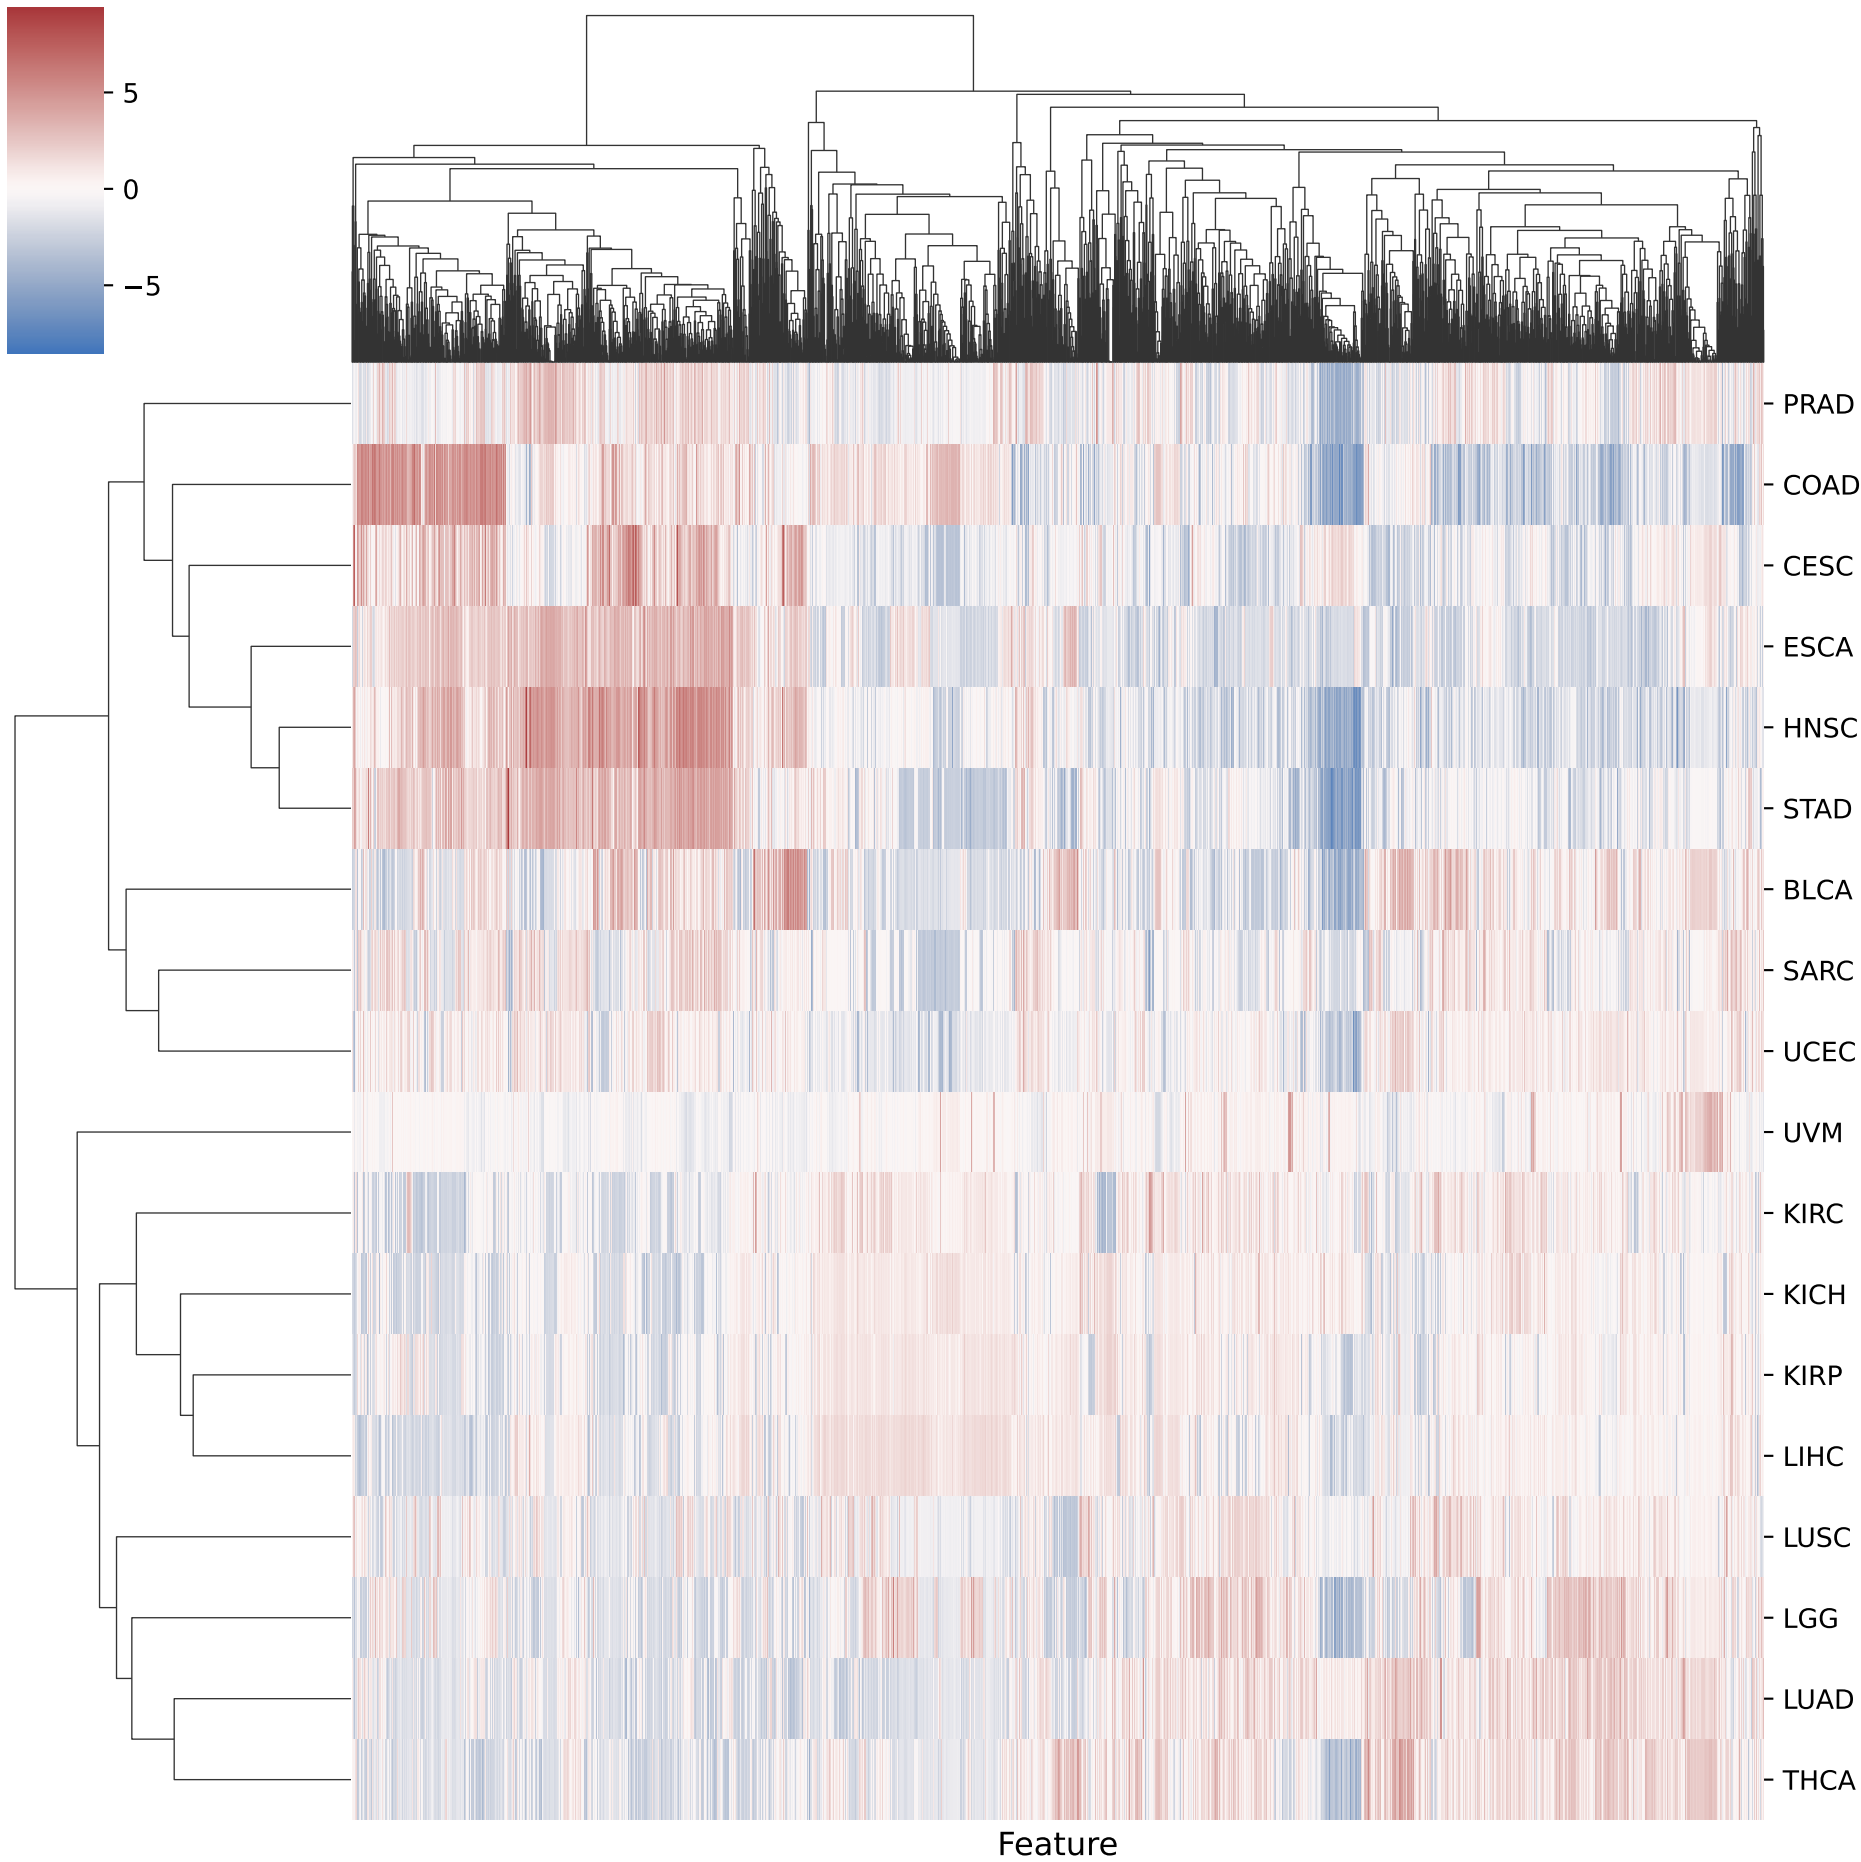 5
0
−5
PRAD
COAD
CESC
ESCA
HNSC
STAD
BLCA
SARC
UCEC
UVM
KIRC
KICH
KIRP
LIHC
LUSC
LGG
LUAD
THCA
Feature